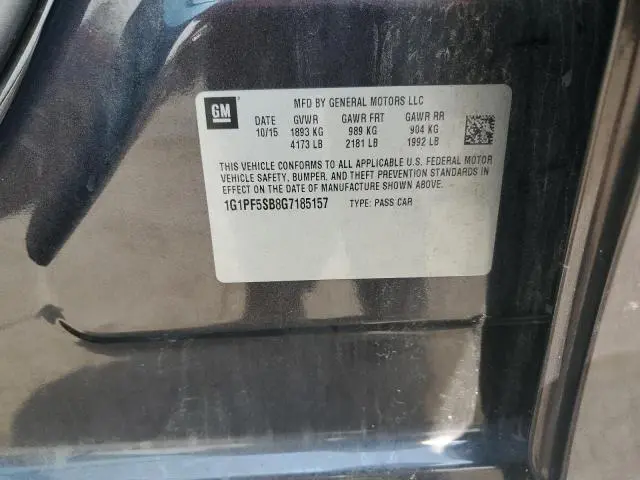 GM
MFD BY GENERAL MOTORS LLC
DATE GVWR GAWR FRT GAWR RR
10/15 1893 KG 989 KG 904 KG
4173 LB 2181 LB 1992 LB
THIS VEHICLE CONFORMS TO ALL APPLICABLE U.S. FEDERAL MOTOR
VEHICLE SAFETY, BUMPER, AND THEFT PREVENTION STANDARDS IN
EFFECT ON THE DATE OF MANUFACTURE SHOWN ABOVE.
1G1PF5SB8G7185157 TYPE: PASS CAR